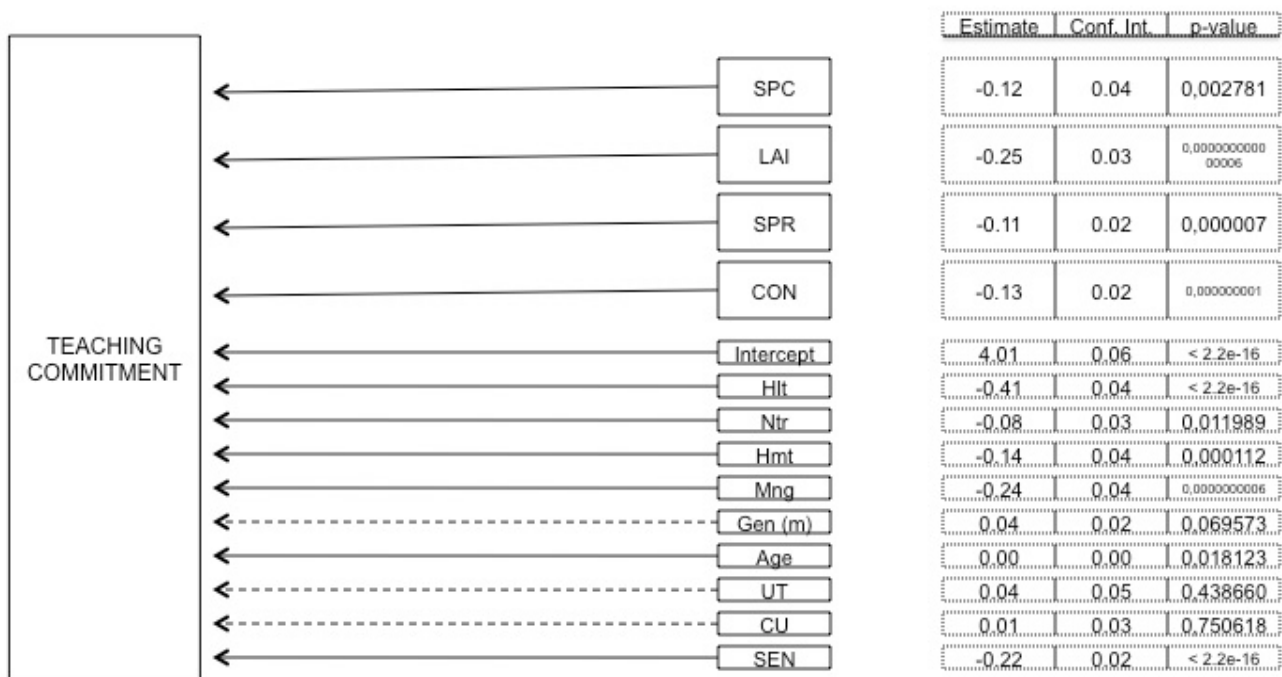 Estimate Conf. Int. p-value
SPC -0.12 0.04 0,002781
LAI -0.25 0.03 0,0000000000
00006
SPR -0.11 0.02 0,000007
CON -0.13 0.02 0,000000001
TEACHING
COMMITMENT
Intercept 4.01 0.06 < 2.2e-16
Hlt -0.41 0.04 < 2.2e-16
Ntr -0.08 0.03 0.011989
Hmt -0.14 0.04 0.000112
Mng -0.24 0.04 0,0000000006
Gen (m) 0.04 0.02 0.069573
Age 0.00 0.00 0.018123
UT 0.04 0.05 0.438660
CU 0.01 0.03 0.750618
SEN -0.22 0.02 < 2.2e-16